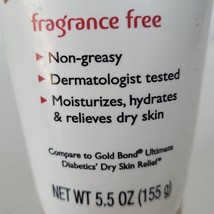 fragrance free
Non-greasy
Dermatologist tested
Moisturizes, hydrates
& relieves dry skin
Compare to Gold Bond® Ultimate
Diabetics' Dry Skin Relief*
NET WT 5.5 OZ (155 g)